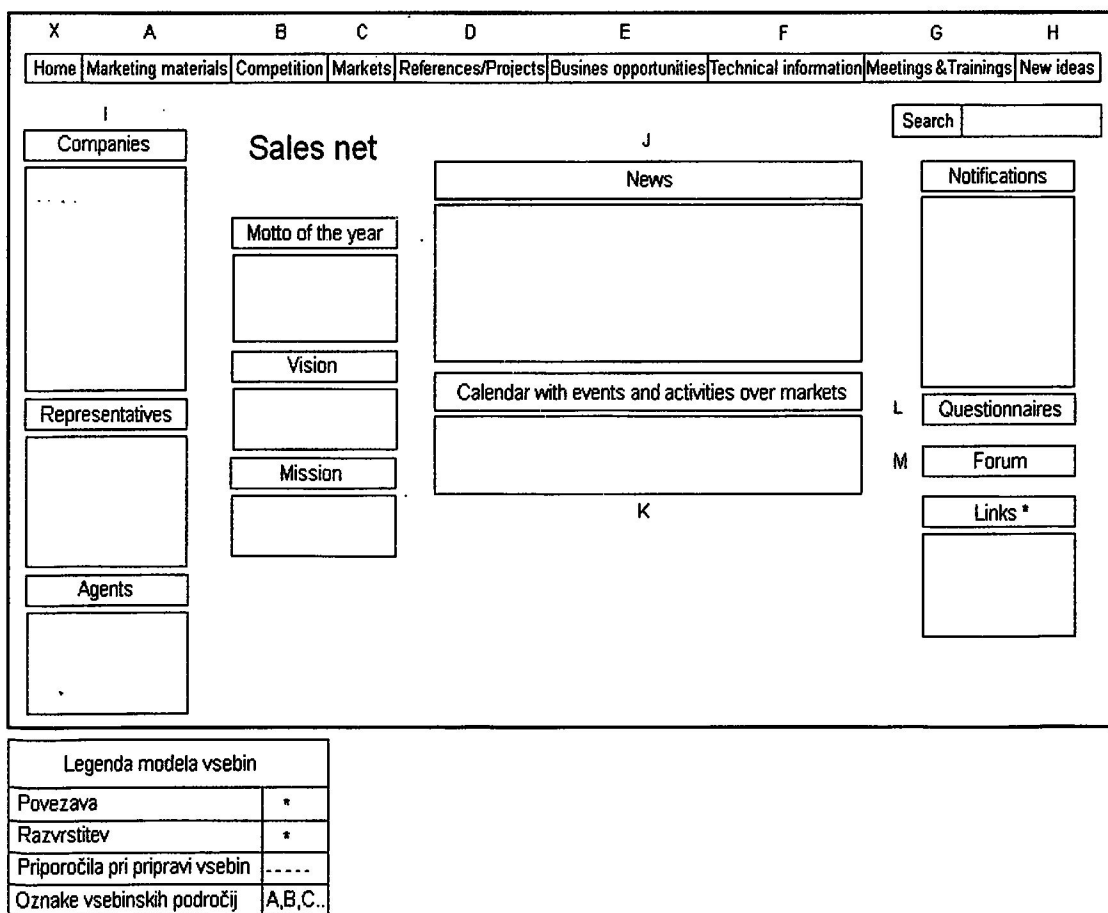 X A B C D E F G H
Home Marketing materials Competition Markets References/Projects Busines opportunities Technical information Meetings & Trainings New ideas
Search
I
Companies
Sales net
J
News
Notifications
Motto of the year
Vision
Calendar with events and activities over markets
Representatives
L Questionnaires
Mission
M Forum
K
Links *
Agents
Legenda modela vsebin
Povezava *
Razvrstitev *
Priporočila pri pripravi vsebin -----
Oznake vsebinskih področij A,B,C..